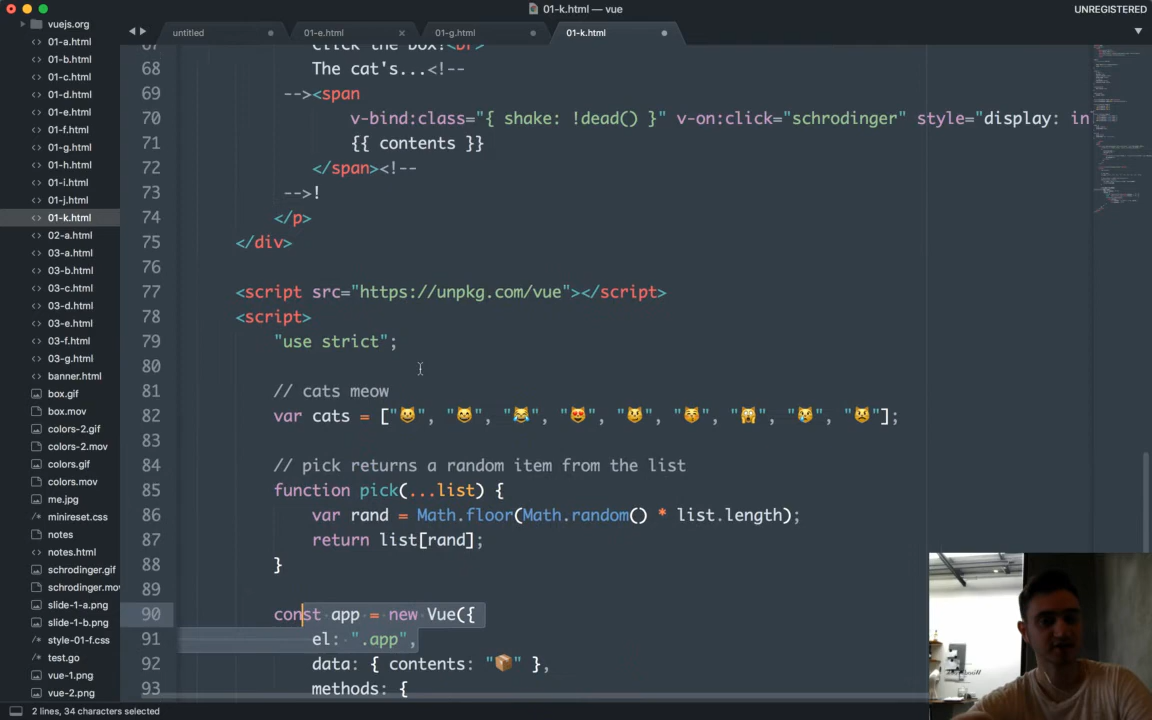 01-k.html — vue
UNREGISTERED
vuejs.org
01-a.html
01-b.html
01-c.html
01-d.html
01-e.html
01-f.html
01-g.html
01-h.html
01-i.html
01-j.html
01-k.html
02-a.html
03-a.html
03-b.html
03-c.html
03-d.html
03-e.html
03-f.html
03-g.html
banner.html
box.gif
box.mov
colors-2.gif
colors-2.mov
colors.gif
colors.mov
me.jpg
minireset.css
notes
notes.html
schrodinger.gif
schrodinger.mov
slide-1-a.png
slide-1-b.png
style-01-f.css
test.go
vue-1.png
vue-2.png
untitled
01-e.html
01-g.html
01-k.html
67 Click the box!<br>
68 The cat's...<!--
69 --><span
70 v-bind:class="{ shake: !dead() }" v-on:click="schrodinger" style="display: in
71 {{ contents }}
72 </span><!--
73 -->!
74 </p>
75 </div>
76
77 <script src="https://unpkg.com/vue"></script>
78 <script>
79 "use strict";
80
81 // cats meow
82 var cats = ["😺", "😸", "😹", "😻", "😼", "😽", "🙀", "😿", "😾"];
83
84 // pick returns a random item from the list
85 function pick(...list) {
86 var rand = Math.floor(Math.random() * list.length);
87 return list[rand];
88 }
89
90 const app = new Vue({
91 el: ".app",
92 data: { contents: "📦" },
93 methods: {
2 lines, 34 characters selected